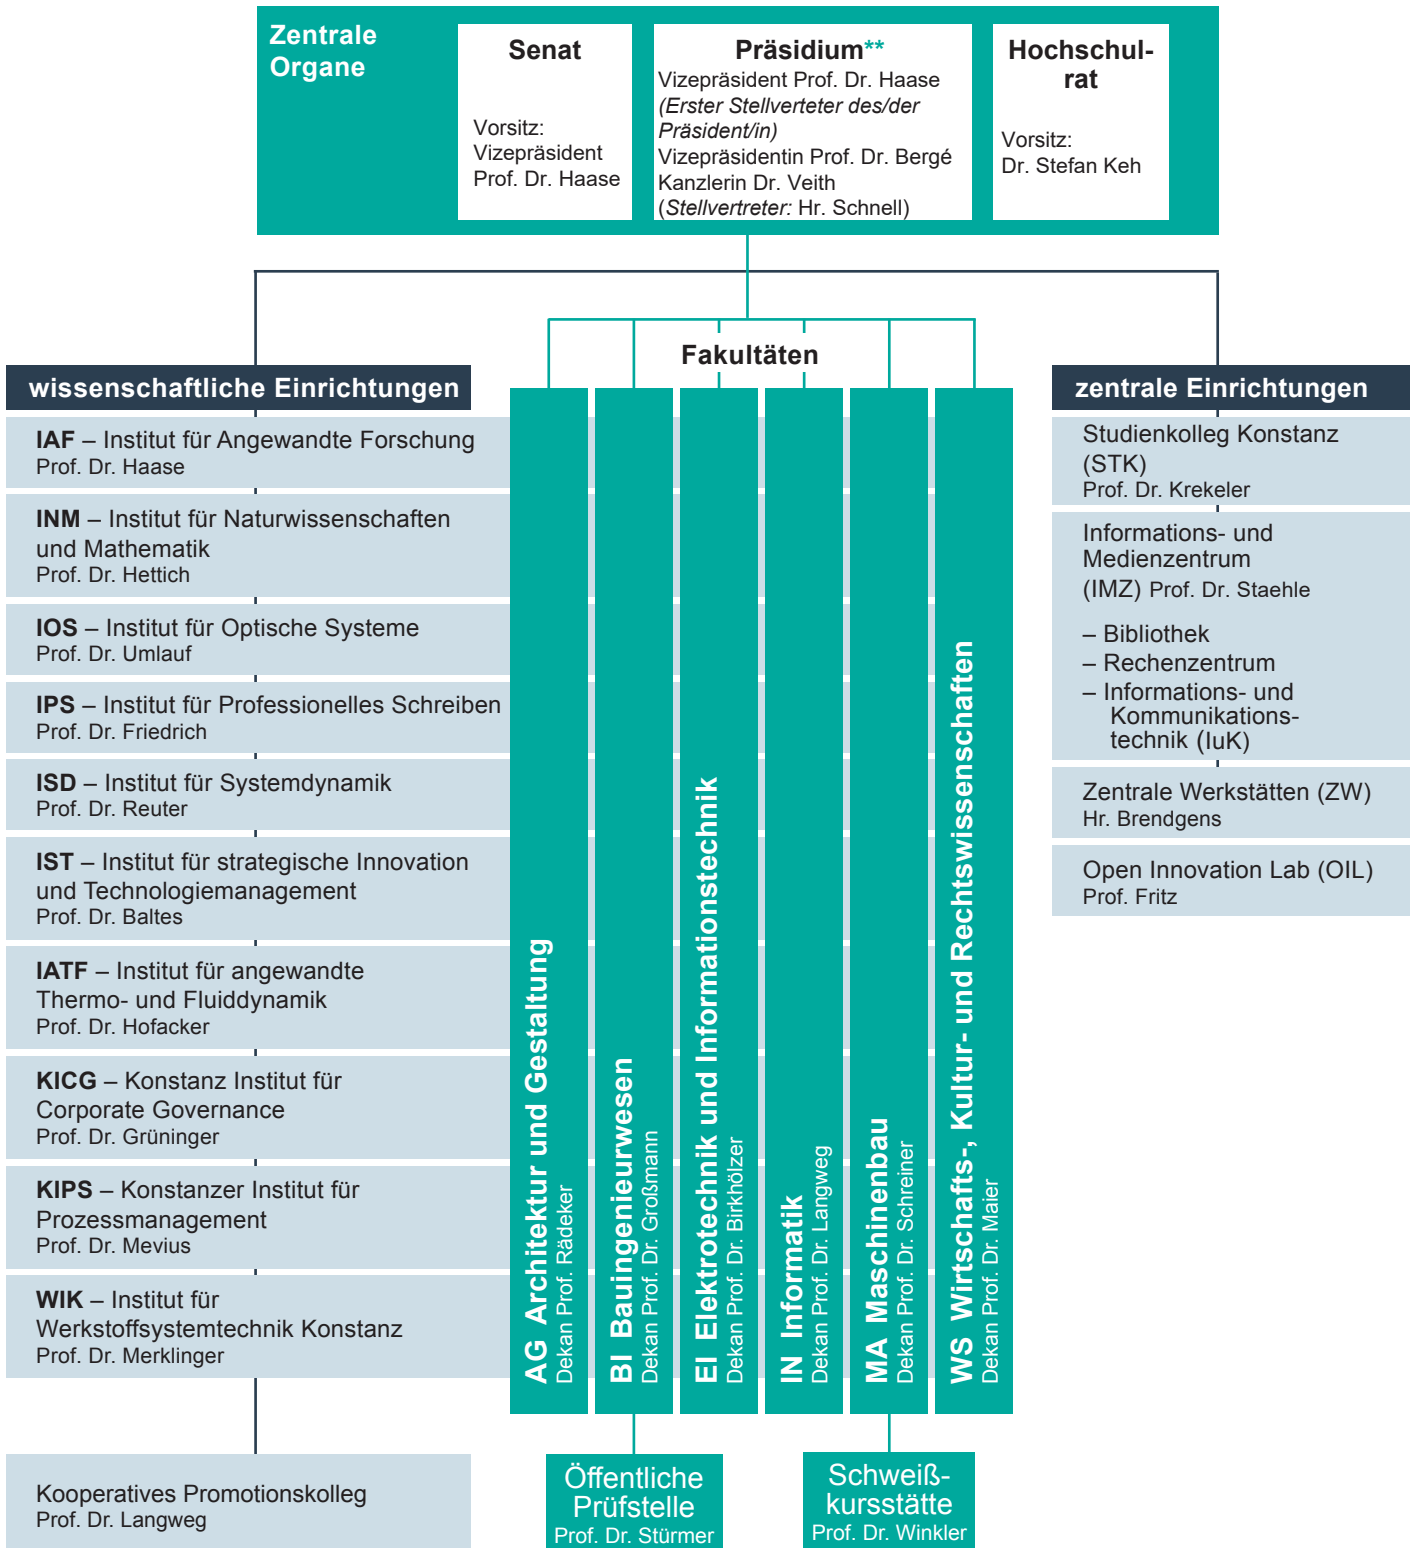 Zentrale
Organe
Senat
Vorsitz:
Vizepräsident
Prof. Dr. Haase
Präsidium**
Vizepräsident Prof. Dr. Haase
(Erster Stellverteter des/der
Präsident/in)
Vizepräsidentin Prof. Dr. Bergé
Kanzlerin Dr. Veith
(Stellvertreter: Hr. Schnell)
Hochschul-
rat
Vorsitz:
Dr. Stefan Keh
wissenschaftliche Einrichtungen
IAF – Institut für Angewandte Forschung
Prof. Dr. Haase
INM – Institut für Naturwissenschaften
und Mathematik
Prof. Dr. Hettich
IOS – Institut für Optische Systeme
Prof. Dr. Umlauf
IPS – Institut für Professionelles Schreiben
Prof. Dr. Friedrich
ISD – Institut für Systemdynamik
Prof. Dr. Reuter
IST – Institut für strategische Innovation
und Technologiemanagement
Prof. Dr. Baltes
IATF – Institut für angewandte
Thermo- und Fluiddynamik
Prof. Dr. Hofacker
KICG – Konstanz Institut für
Corporate Governance
Prof. Dr. Grüninger
KIPS – Konstanzer Institut für
Prozessmanagement
Prof. Dr. Mevius
WIK – Institut für
Werkstoffsystemtechnik Konstanz
Prof. Dr. Merklinger
Kooperatives Promotionskolleg
Prof. Dr. Langweg
Fakultäten
AG Architektur und Gestaltung
Dekan Prof. Rädeker
BI Bauingenieurwesen
Dekan Prof. Dr. Großmann
EI Elektrotechnik und Informationstechnik
Dekan Prof. Dr. Birkhölzer
IN Informatik
Dekan Prof. Dr. Langweg
MA Maschinenbau
Dekan Prof. Dr. Schreiner
WS Wirtschafts-, Kultur- und Rechtswissenschaften
Dekan Prof. Dr. Maier
Öffentliche
Prüfstelle
Prof. Dr. Stürmer
Schweiß-
kursstätte
Prof. Dr. Winkler
zentrale Einrichtungen
Studienkolleg Konstanz
(STK)
Prof. Dr. Krekeler
Informations- und
Medienzentrum
(IMZ) Prof. Dr. Staehle
– Bibliothek
– Rechenzentrum
– Informations- und
Kommunikations-
technik (IuK)
Zentrale Werkstätten (ZW)
Hr. Brendgens
Open Innovation Lab (OIL)
Prof. Fritz